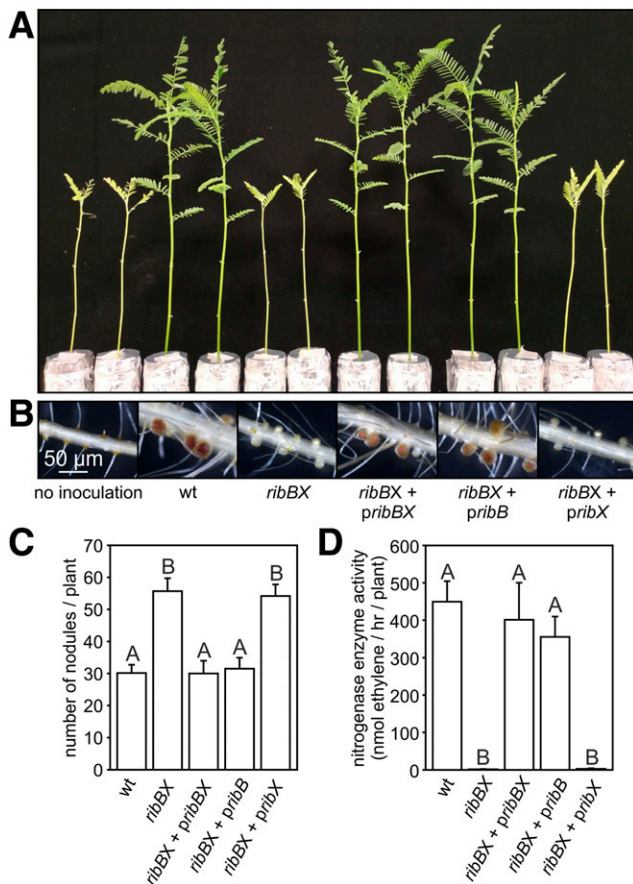 A
B
50 µm
no inoculation
wt
ribBX
ribBX +
pribBX
ribBX +
pribB
ribBX +
pribX
C
number of nodules / plant
70
60
50
40
30
20
10
0
A
B
A
A
B
wt
ribBX
ribBX + pribBX
ribBX + pribB
ribBX + pribX
D
nitrogenase enzyme activity
(nmol ethylene / hr / plant)
600
500
400
300
200
100
0
A
B
A
A
B
wt
ribBX
ribBX + pribBX
ribBX + pribB
ribBX + pribX